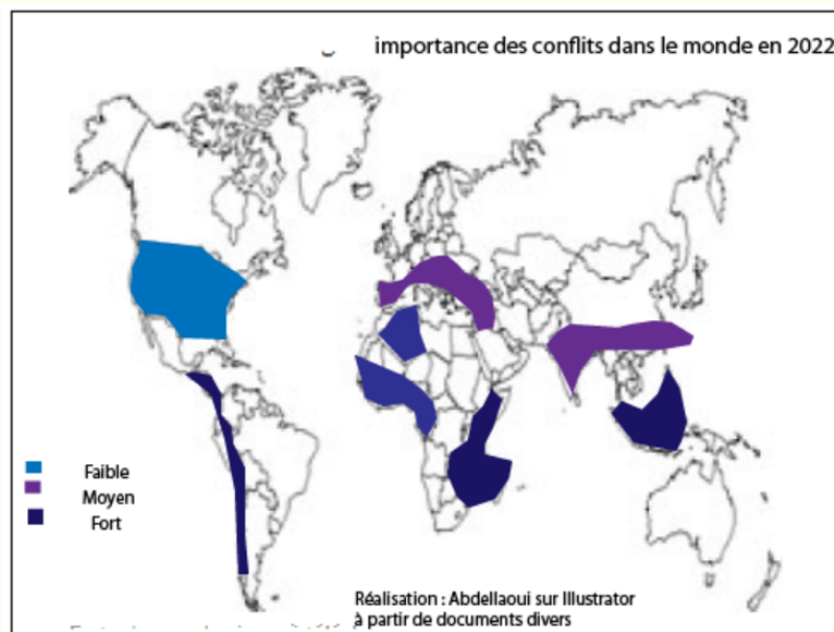 importance des conflits dans le monde en 2022
Faible
Moyen
Fort
Réalisation : Abdellaoui sur Illustrator
à partir de documents divers